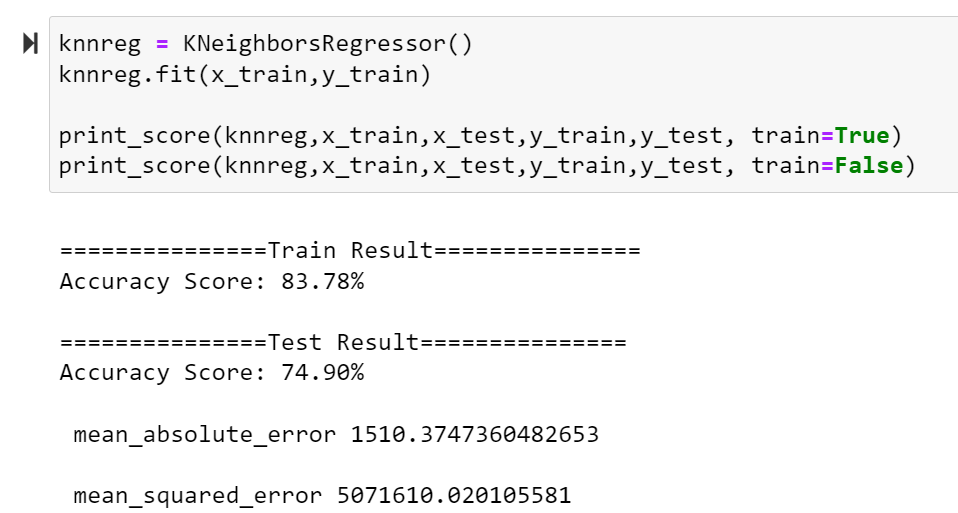 knnreg = KNeighborsRegressor()
knnreg.fit(x_train,y_train)
print_score(knnreg,x_train,x_test,y_train,y_test, train=True)
print_score(knnreg,x_train,x_test,y_train,y_test, train=False)
===============Train Result===============
Accuracy Score: 83.78%
===============Test Result===============
Accuracy Score: 74.90%
mean_absolute_error 1510.3747360482653
mean_squared_error 5071610.020105581